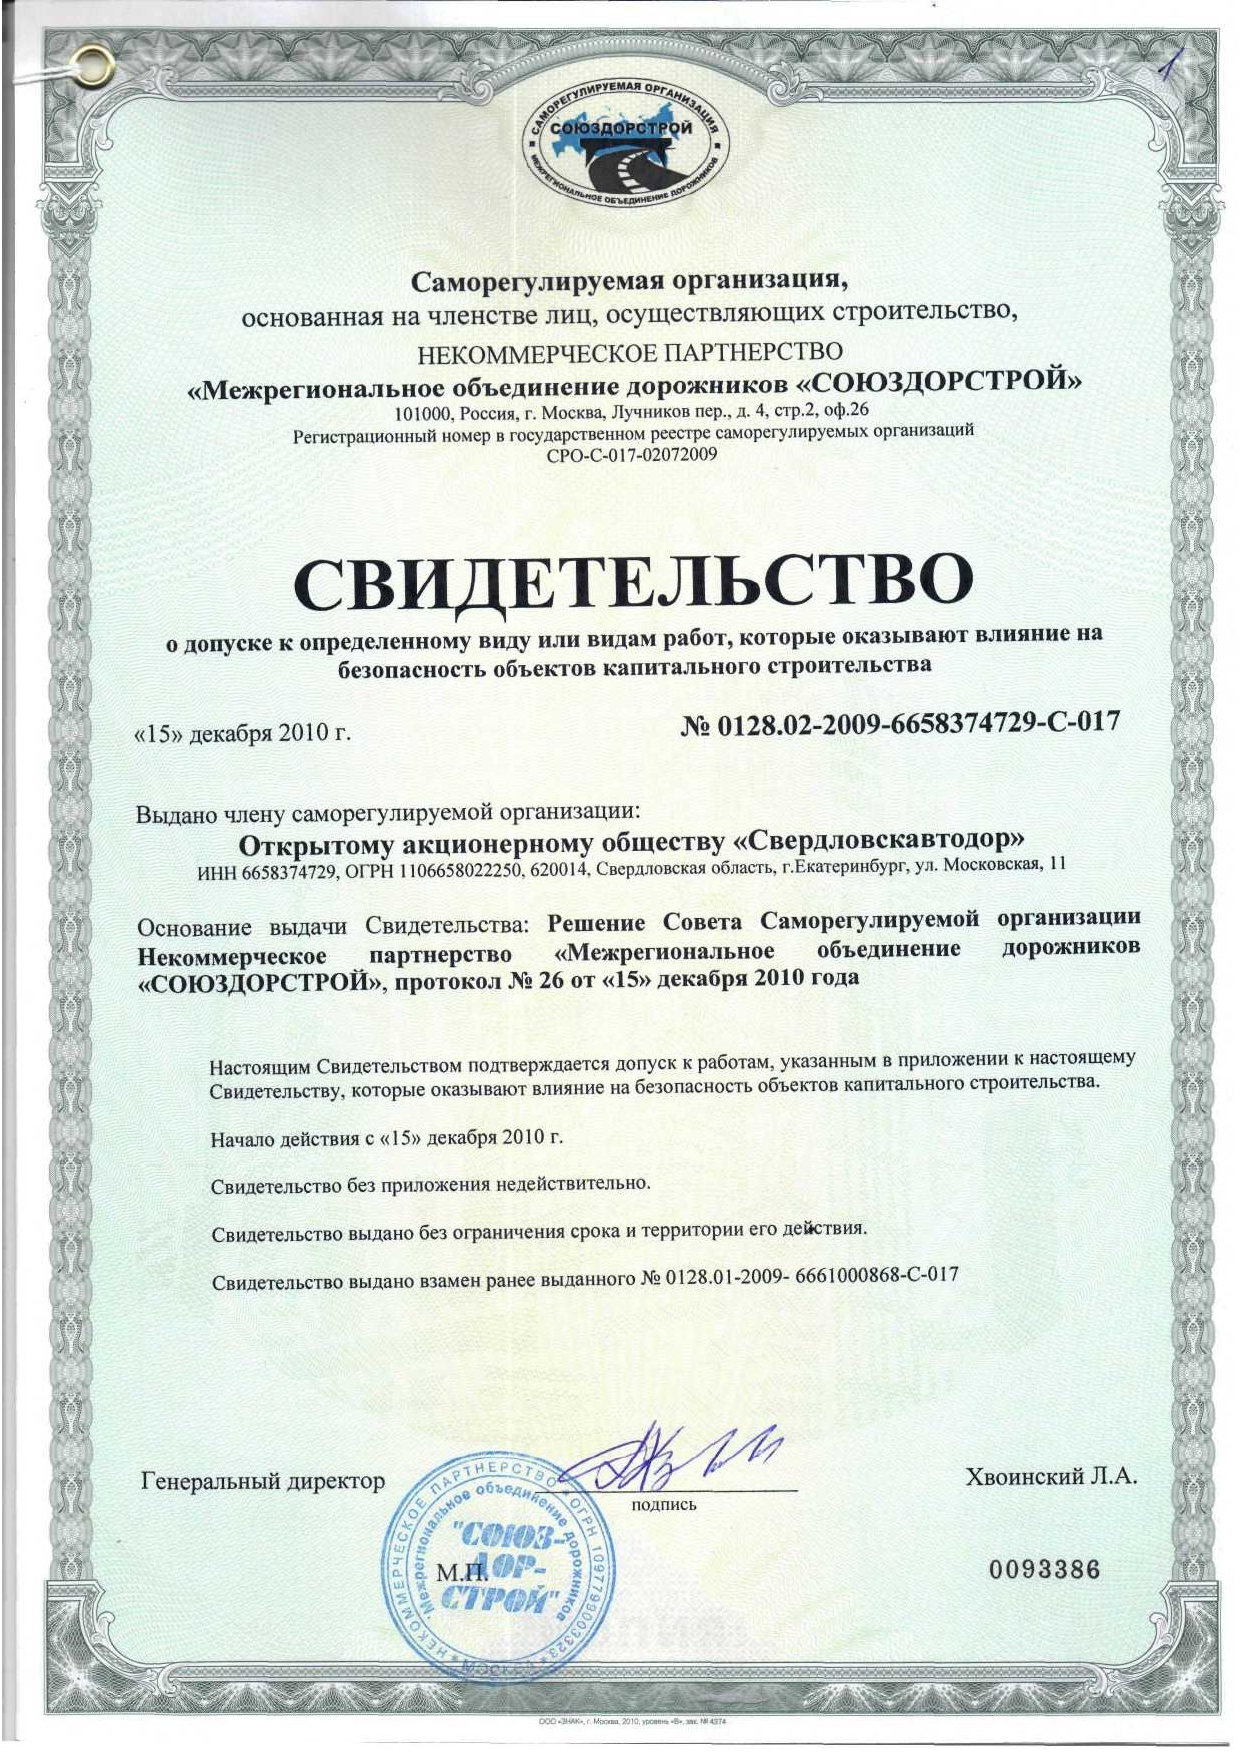 1
САМОРЕГУЛИРУЕМАЯ ОРГАНИЗАЦИЯ
СОЮЗДОРСТРОЙ
МЕЖРЕГИОНАЛЬНОЕ ОБЪЕДИНЕНИЕ ДОРОЖНИКОВ
Саморегулируемая организация,
основанная на членстве лиц, осуществляющих строительство,
НЕКОММЕРЧЕСКОЕ ПАРТНЕРСТВО
«Межрегиональное объединение дорожников «СОЮЗДОРСТРОЙ»
101000, Россия, г. Москва, Лучников пер., д. 4, стр.2, оф.26
Регистрационный номер в государственном реестре саморегулируемых организаций
СРО-С-017-02072009
СВИДЕТЕЛЬСТВО
о допуске к определенному виду или видам работ, которые оказывают влияние на
безопасность объектов капитального строительства
«15» декабря 2010 г.
№ 0128.02-2009-6658374729-С-017
Выдано члену саморегулируемой организации:
Открытому акционерному обществу «Свердловскавтодор»
ИНН 6658374729, ОГРН 1106658022250, 620014, Свердловская область, г.Екатеринбург, ул. Московская, 11
Основание выдачи Свидетельства: Решение Совета Саморегулируемой организации
Некоммерческое партнерство «Межрегиональное объединение дорожников
«СОЮЗДОРСТРОЙ», протокол № 26 от «15» декабря 2010 года
Настоящим Свидетельством подтверждается допуск к работам, указанным в приложении к настоящему
Свидетельству, которые оказывают влияние на безопасность объектов капитального строительства.
Начало действия с «15» декабря 2010 г.
Свидетельство без приложения недействительно.
Свидетельство выдано без ограничения срока и территории его действия.
Свидетельство выдано взамен ранее выданного № 0128.01-2009- 6661000868-С-017
Генеральный директор
подпись
Хвоинский Л.А.
М.П.
НЕКОММЕРЧЕСКОЕ ПАРТНЕРСТВО * ОГРН 1097799003323 * МОСКВА *
Межрегиональное объединение дорожников
"СОЮЗ-
ДОР-
СТРОЙ"
0093386
ООО «ЗНАК», г. Москва, 2010, уровень «В», зак. № 4374